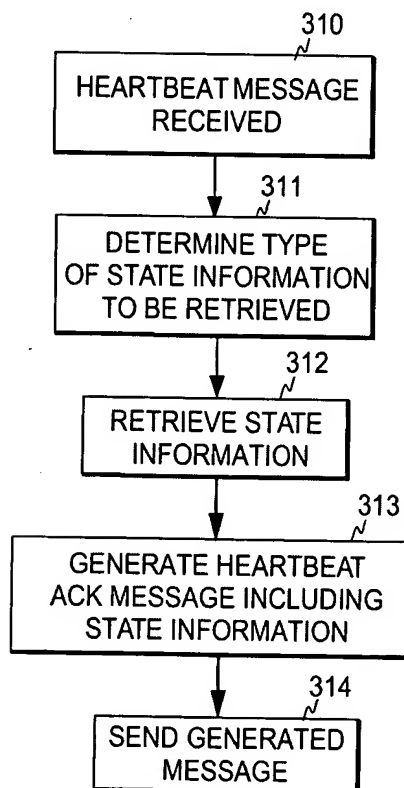 310
HEARTBEAT MESSAGE
RECEIVED
311
DETERMINE TYPE
OF STATE INFORMATION
TO BE RETRIEVED
312
RETRIEVE STATE
INFORMATION
313
GENERATE HEARTBEAT
ACK MESSAGE INCLUDING
STATE INFORMATION
314
SEND GENERATED
MESSAGE